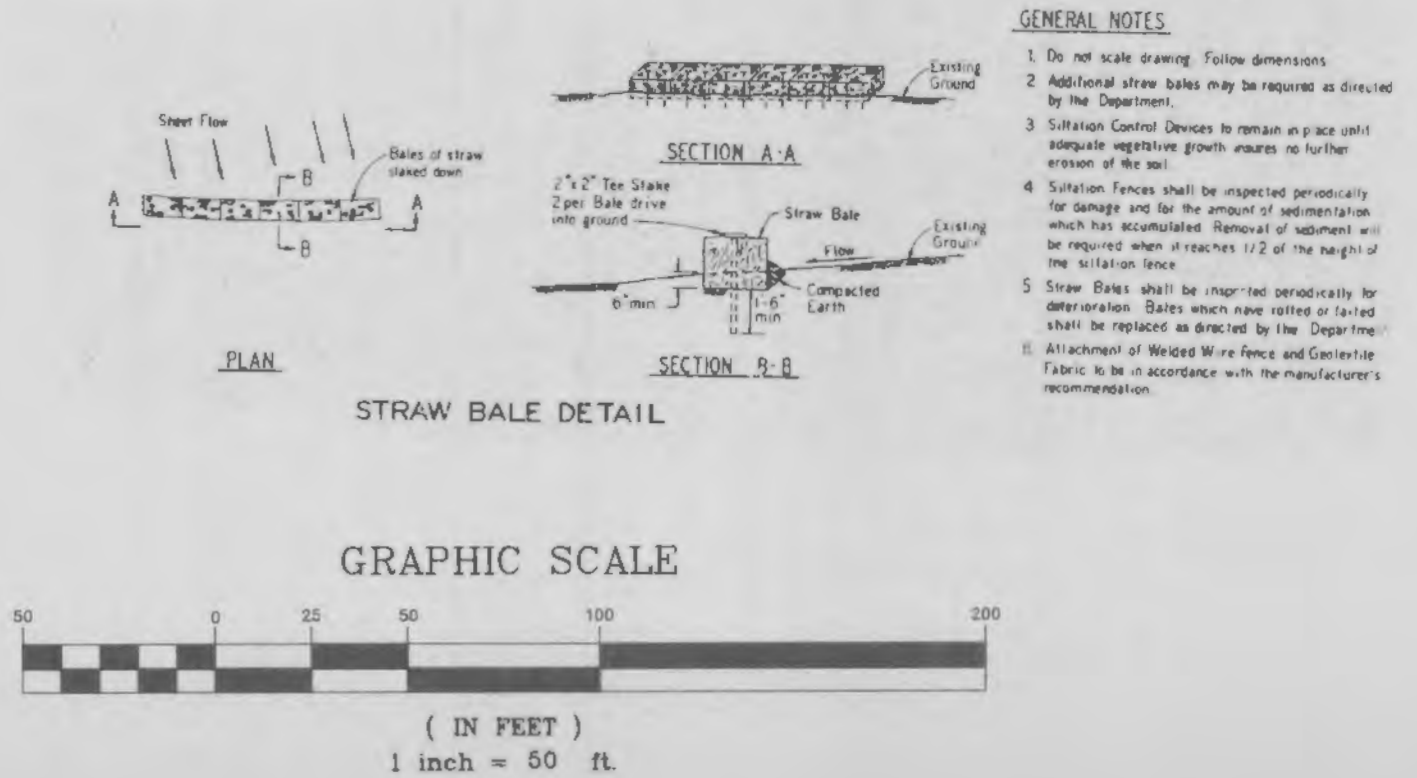 Sheet Flow
Bales of straw
staked down
A
B
B
A
PLAN
Existing
Ground
SECTION A-A
2"x 2" Tee Stake
2 per Bale drive
into ground
Straw Bale
Flow
Existing
Ground
6" min
1'-6"
min
Compacted
Earth
SECTION B-B
STRAW BALE DETAIL
GENERAL NOTES
1. Do not scale drawing. Follow dimensions
2 Additional straw bales may be required as directed
by the Department.
3 Siltation Control Devices to remain in place until
adequate vegetative growth insures no further
erosion of the soil
4 Siltation Fences shall be inspected periodically
for damage and for the amount of sedimentation
which has accumulated Removal of sediment will
be required when it reaches 1/2 of the height of
the siltation fence
5 Straw Bales shall be inspected periodically for
deterioration Bales which have rotted or failed
shall be replaced as directed by the Departme
Attachment of Welded Wire fence and Geotextile
Fabric to be in accordance with the manufacturer's
recommendation
GRAPHIC SCALE
50 0 25 50 100 200
( IN FEET )
1 inch = 50 ft.